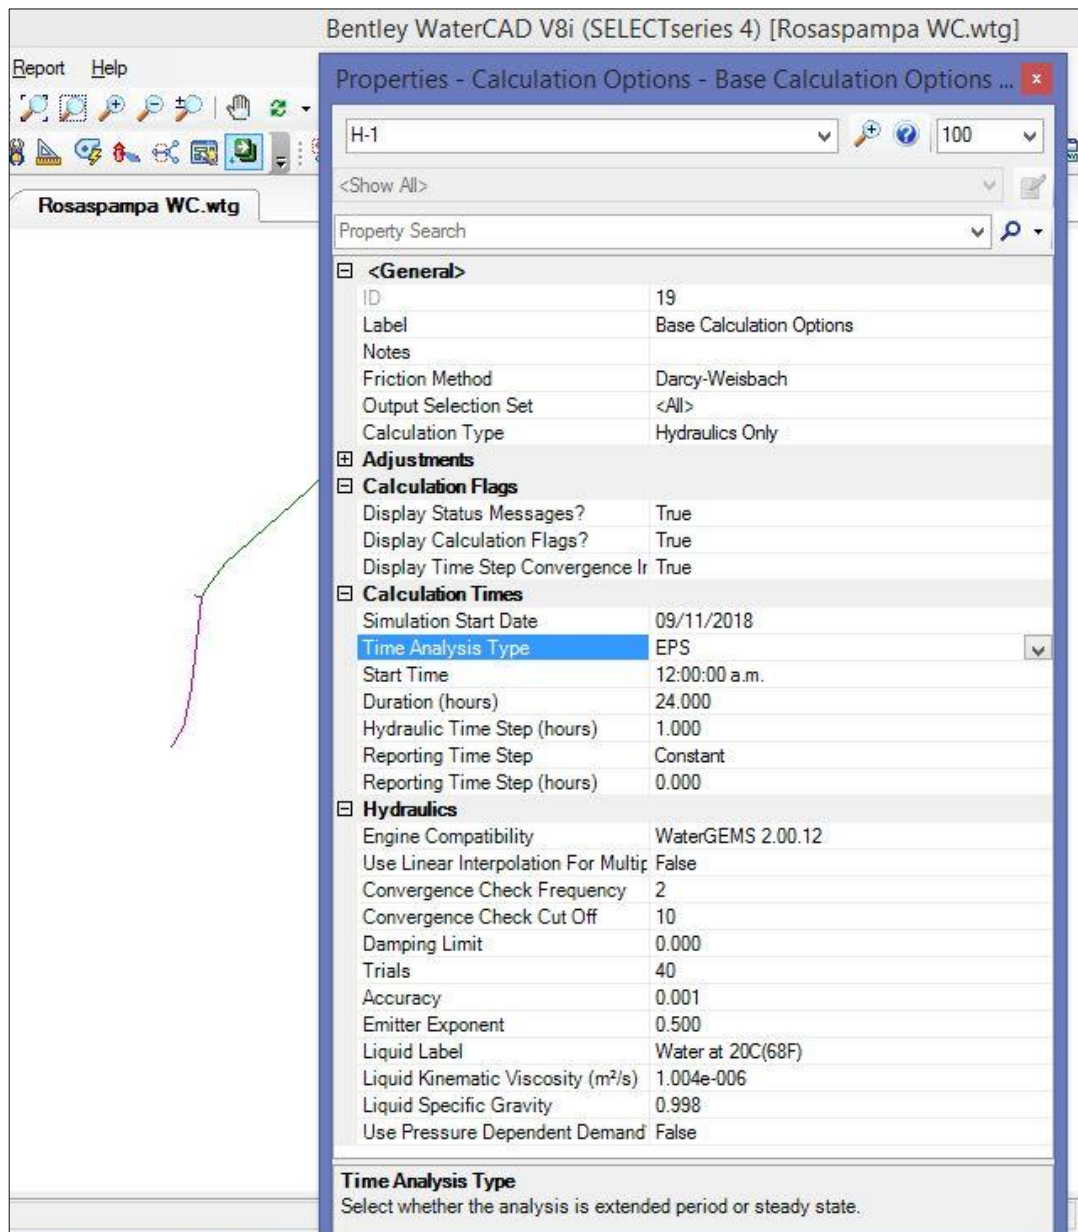 Bentley WaterCAD V8i (SELECTseries 4) [Rosaspampa WC.wtg]
Report Help
Properties - Calculation Options - Base Calculation Options ... x
H-1 100
<Show All>
Rosaspampa WC.wtg
Property Search
<General>
ID 19
Label Base Calculation Options
Notes
Friction Method Darcy-Weisbach
Output Selection Set <All>
Calculation Type Hydraulics Only
Adjustments
Calculation Flags
Display Status Messages? True
Display Calculation Flags? True
Display Time Step Convergence Ir True
Calculation Times
Simulation Start Date 09/11/2018
Time Analysis Type EPS
Start Time 12:00:00 a.m.
Duration (hours) 24.000
Hydraulic Time Step (hours) 1.000
Reporting Time Step Constant
Reporting Time Step (hours) 0.000
Hydraulics
Engine Compatibility WaterGEMS 2.00.12
Use Linear Interpolation For Multip False
Convergence Check Frequency 2
Convergence Check Cut Off 10
Damping Limit 0.000
Trials 40
Accuracy 0.001
Emitter Exponent 0.500
Liquid Label Water at 20C(68F)
Liquid Kinematic Viscosity (m²/s) 1.004e-006
Liquid Specific Gravity 0.998
Use Pressure Dependent Demand False
Time Analysis Type
Select whether the analysis is extended period or steady state.